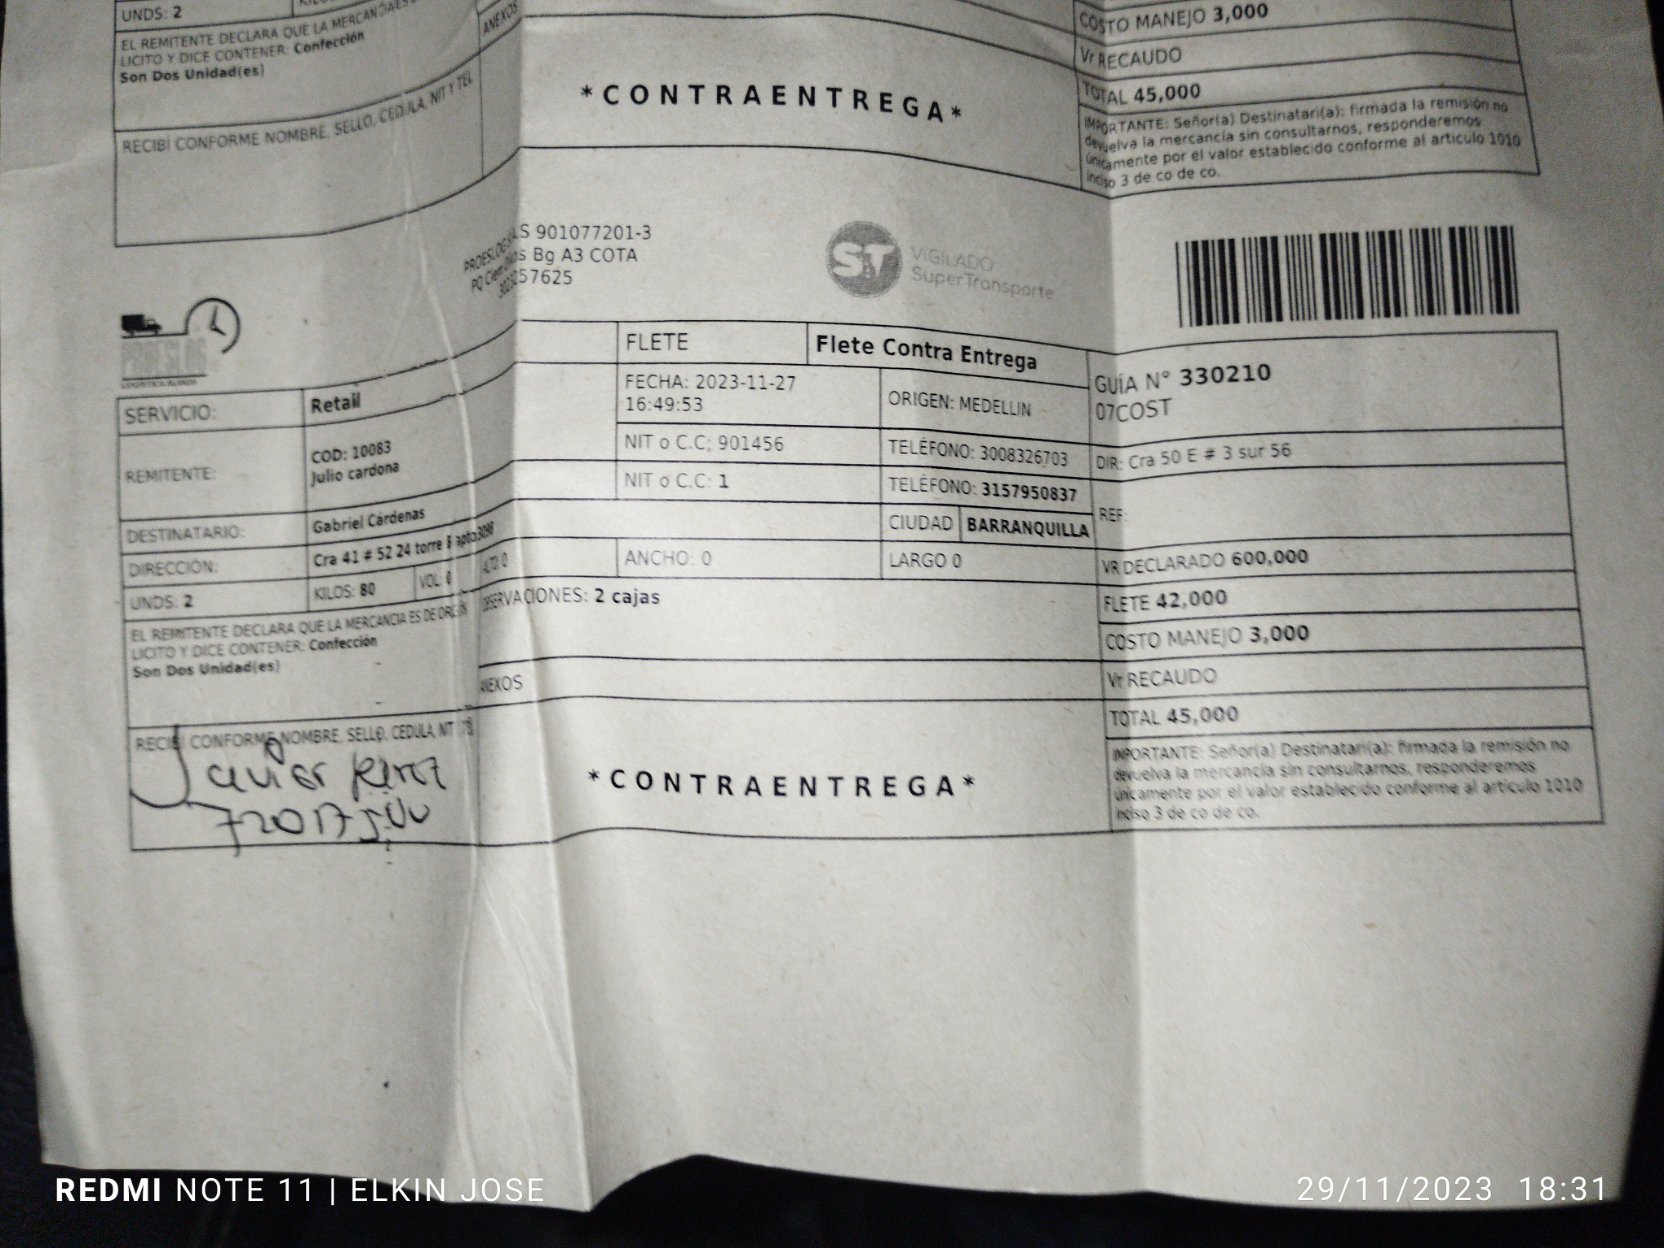 UNDS: 2
EL REMITENTE DECLARA QUE LA MERCANCIA ES
LICITO Y DICE CONTENER: Confección
Son Dos Unidad(es)
RECIBÍ CONFORME NOMBRE, SELLO, CEDULA, NIT Y TEL
ANEXOS
*CONTRAENTREGA*
COSTO MANEJO 3,000
Vr RECAUDO
TOTAL 45,000
IMPORTANTE: Señor(a) Destinatari(a): firmada la remisión no
devuelva la mercancía sin consultarnos, responderemos
únicamente por el valor establecido conforme al articulo 1010
inciso 3 de co de co.
S 901077201-3
Bg A3 COTA
57625
ST
VIGILADO
SuperTransporte
PROESLOG
FLETE
Flete Contra Entrega
GUÍA N° 330210
07COST
SERVICIO: Retail
FECHA: 2023-11-27
16:49:53
ORIGEN: MEDELLIN
REMITENTE:
COD: 10083
Julio cardona
NIT o C.C: 901456
TELÉFONO: 3008326703
DIR: Cra 50 E # 3 sur 56
DESTINATARIO: Gabriel Cárdenas
NIT o C.C: 1
TELÉFONO: 3157950837
REF:
DIRECCIÓN: Cra 41 # 52 24 torre
CIUDAD BARRANQUILLA
UNDS: 2
KILOS: 80
VOL: 0
ALTO: 0
ANCHO: 0
LARGO 0
VR DECLARADO 600,000
EL REMITENTE DECLARA QUE LA MERCANCIA ES DE ORIGEN
LICITO Y DICE CONTENER: Confección
Son Dos Unidad(es)
OBSERVACIONES: 2 cajas
FLETE 42,000
COSTO MANEJO 3,000
ANEXOS
Vr RECAUDO
TOTAL 45,000
RECIBÍ CONFORME NOMBRE, SELLO, CEDULA, NIT
Javier
*CONTRAENTREGA*
IMPORTANTE: Señor(a) Destinatari(a): firmada la remisión no
devuelva la mercancía sin consultarnos, responderemos
únicamente por el valor establecido conforme al articulo 1010
inciso 3 de co de co.
REDMI NOTE 11 | ELKIN JOSE
29/11/2023 18:31